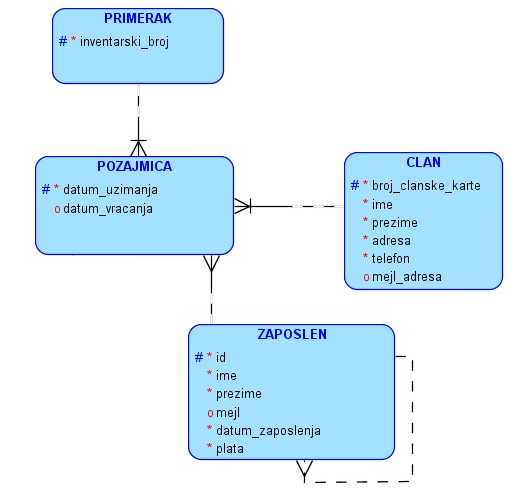 PRIMERAK
# * inventarski_broj
POZAJMICA
# * datum_uzimanja
o datum_vracanja
CLAN
# * broj_clanske_karte
* ime
* prezime
* adresa
* telefon
o mejl_adresa
ZAPOSLEN
# * id
* ime
* prezime
o mejl
* datum_zaposlenja
* plata